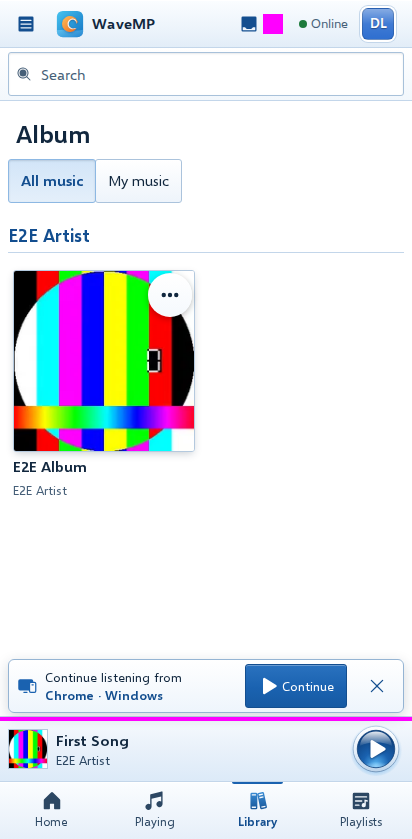 WaveMP
Online
DL
Search
Album
All music
My music
E2E Artist
E2E Album
E2E Artist
Continue listening from
Chrome · Windows
Continue
First Song
E2E Artist
Home
Playing
Library
Playlists